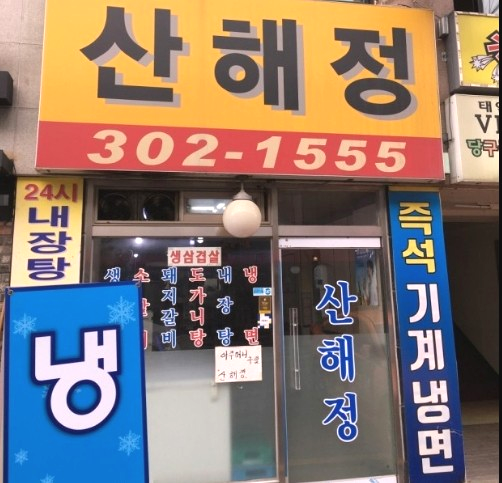 산해정
302-1555
24시
내장탕
생삼겹살
돼지갈비
도가니탕
내장탕
냉면
산해정
즉석 기계냉면
냉
당구